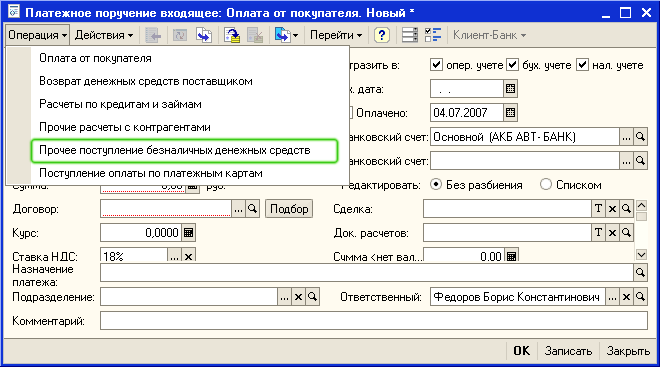 Платежное поручение входящее: Оплата от покупателя. Новый *
Операция Действия Перейти Клиент-Банк
Оплата от покупателя
Возврат денежных средств поставщиком
Расчеты по кредитам и займам
Прочие расчеты с контрагентами
Прочее поступление безналичных денежных средств
Поступление оплаты по платежным картам
тразить в: опер. учете бух. учете нал. учете
х. дата: . .
Оплачено: 04.07.2007
анковский счет: Основной (АКБ АВТ-БАНК)
анковский счет:
Сумма: 0,00 руб. Редактировать: Без разбиения Списком
Договор: Подбор Сделка:
Курс: 0,0000 Док. расчетов:
Ставка НДС: 18% Сумма <нет вал... 0.00
Назначение
платежа:
Подразделение: Ответственный: Федоров Борис Константинович
Комментарий:
OK Записать Закрыть